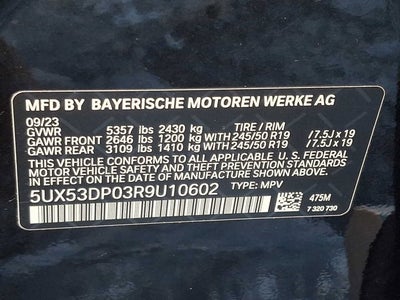 MFD BY BAYERISCHE MOTOREN WERKE AG
09/23
GVWR 5357 lbs 2430 kg TIRE / RIM
GAWR FRONT 2646 lbs 1200 kg WITH 245/50 R19 / 7.5J x 19
GAWR REAR 3109 lbs 1410 kg WITH 245/50 R19 / 7.5J x 19
THIS VEHICLE CONFORMS TO ALL APPLICABLE U.S. FEDERAL
MOTOR VEHICLE SAFETY STANDARDS IN EFFECT ON THE
DATE OF MANUFACTURE SHOWN ABOVE.
5UX53DP03R9U10602 TYPE: MPV 475M
7 320 730